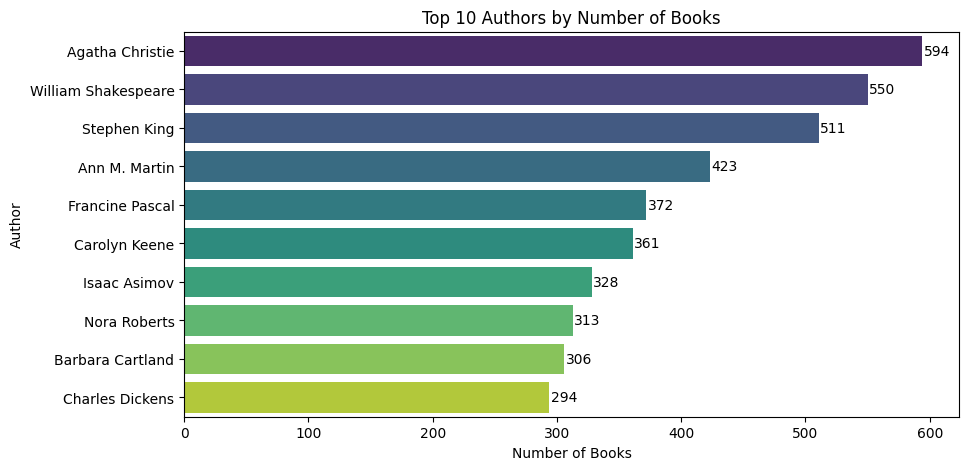 Top 10 Authors by Number of Books
Author
Agatha Christie 594
William Shakespeare 550
Stephen King 511
Ann M. Martin 423
Francine Pascal 372
Carolyn Keene 361
Isaac Asimov 328
Nora Roberts 313
Barbara Cartland 306
Charles Dickens 294
0 100 200 300 400 500 600
Number of Books